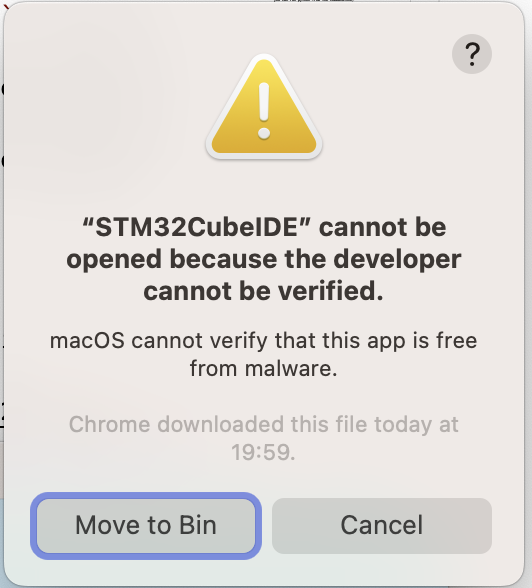 ?
“STM32CubeIDE” cannot be
opened because the developer
cannot be verified.
macOS cannot verify that this app is free
from malware.
Chrome downloaded this file today at
19:59.
Move to Bin
Cancel